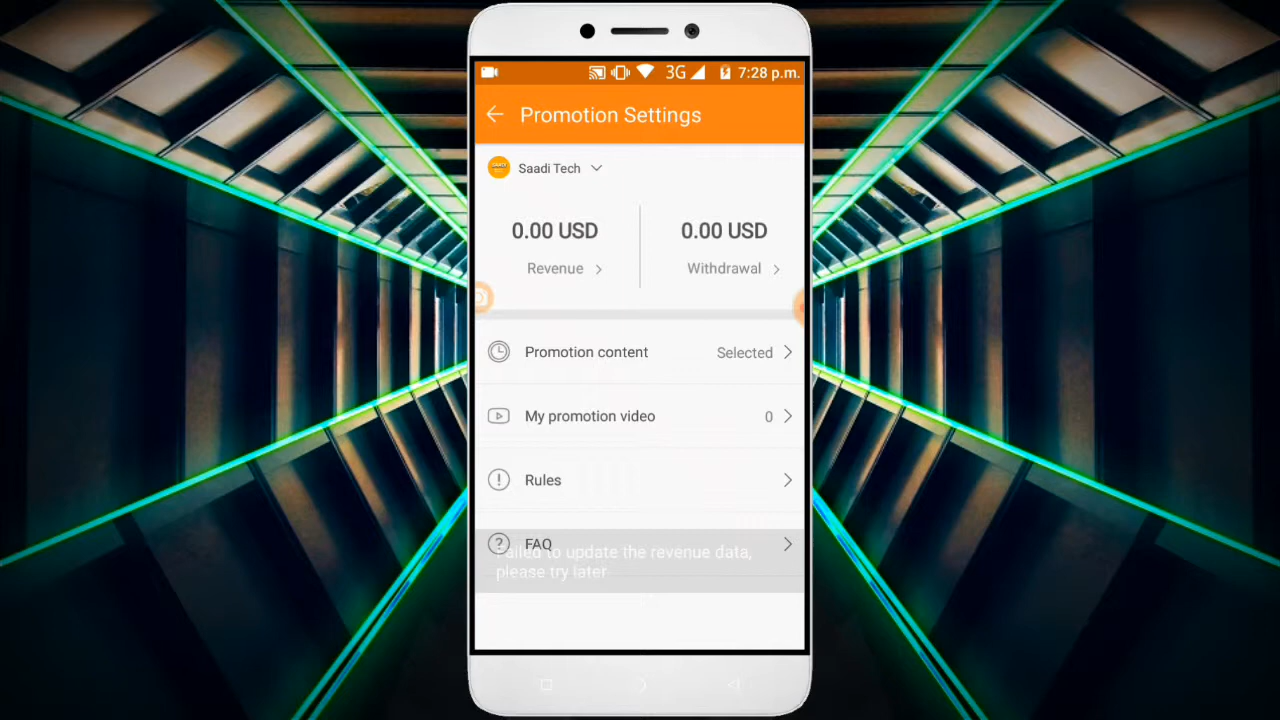 3G 7:28 p.m.
Promotion Settings
Saadi Tech
0.00 USD 0.00 USD
Revenue Withdrawal
Promotion content Selected
My promotion video 0
Rules
FAQ
Failed to update the revenue data,
please try later